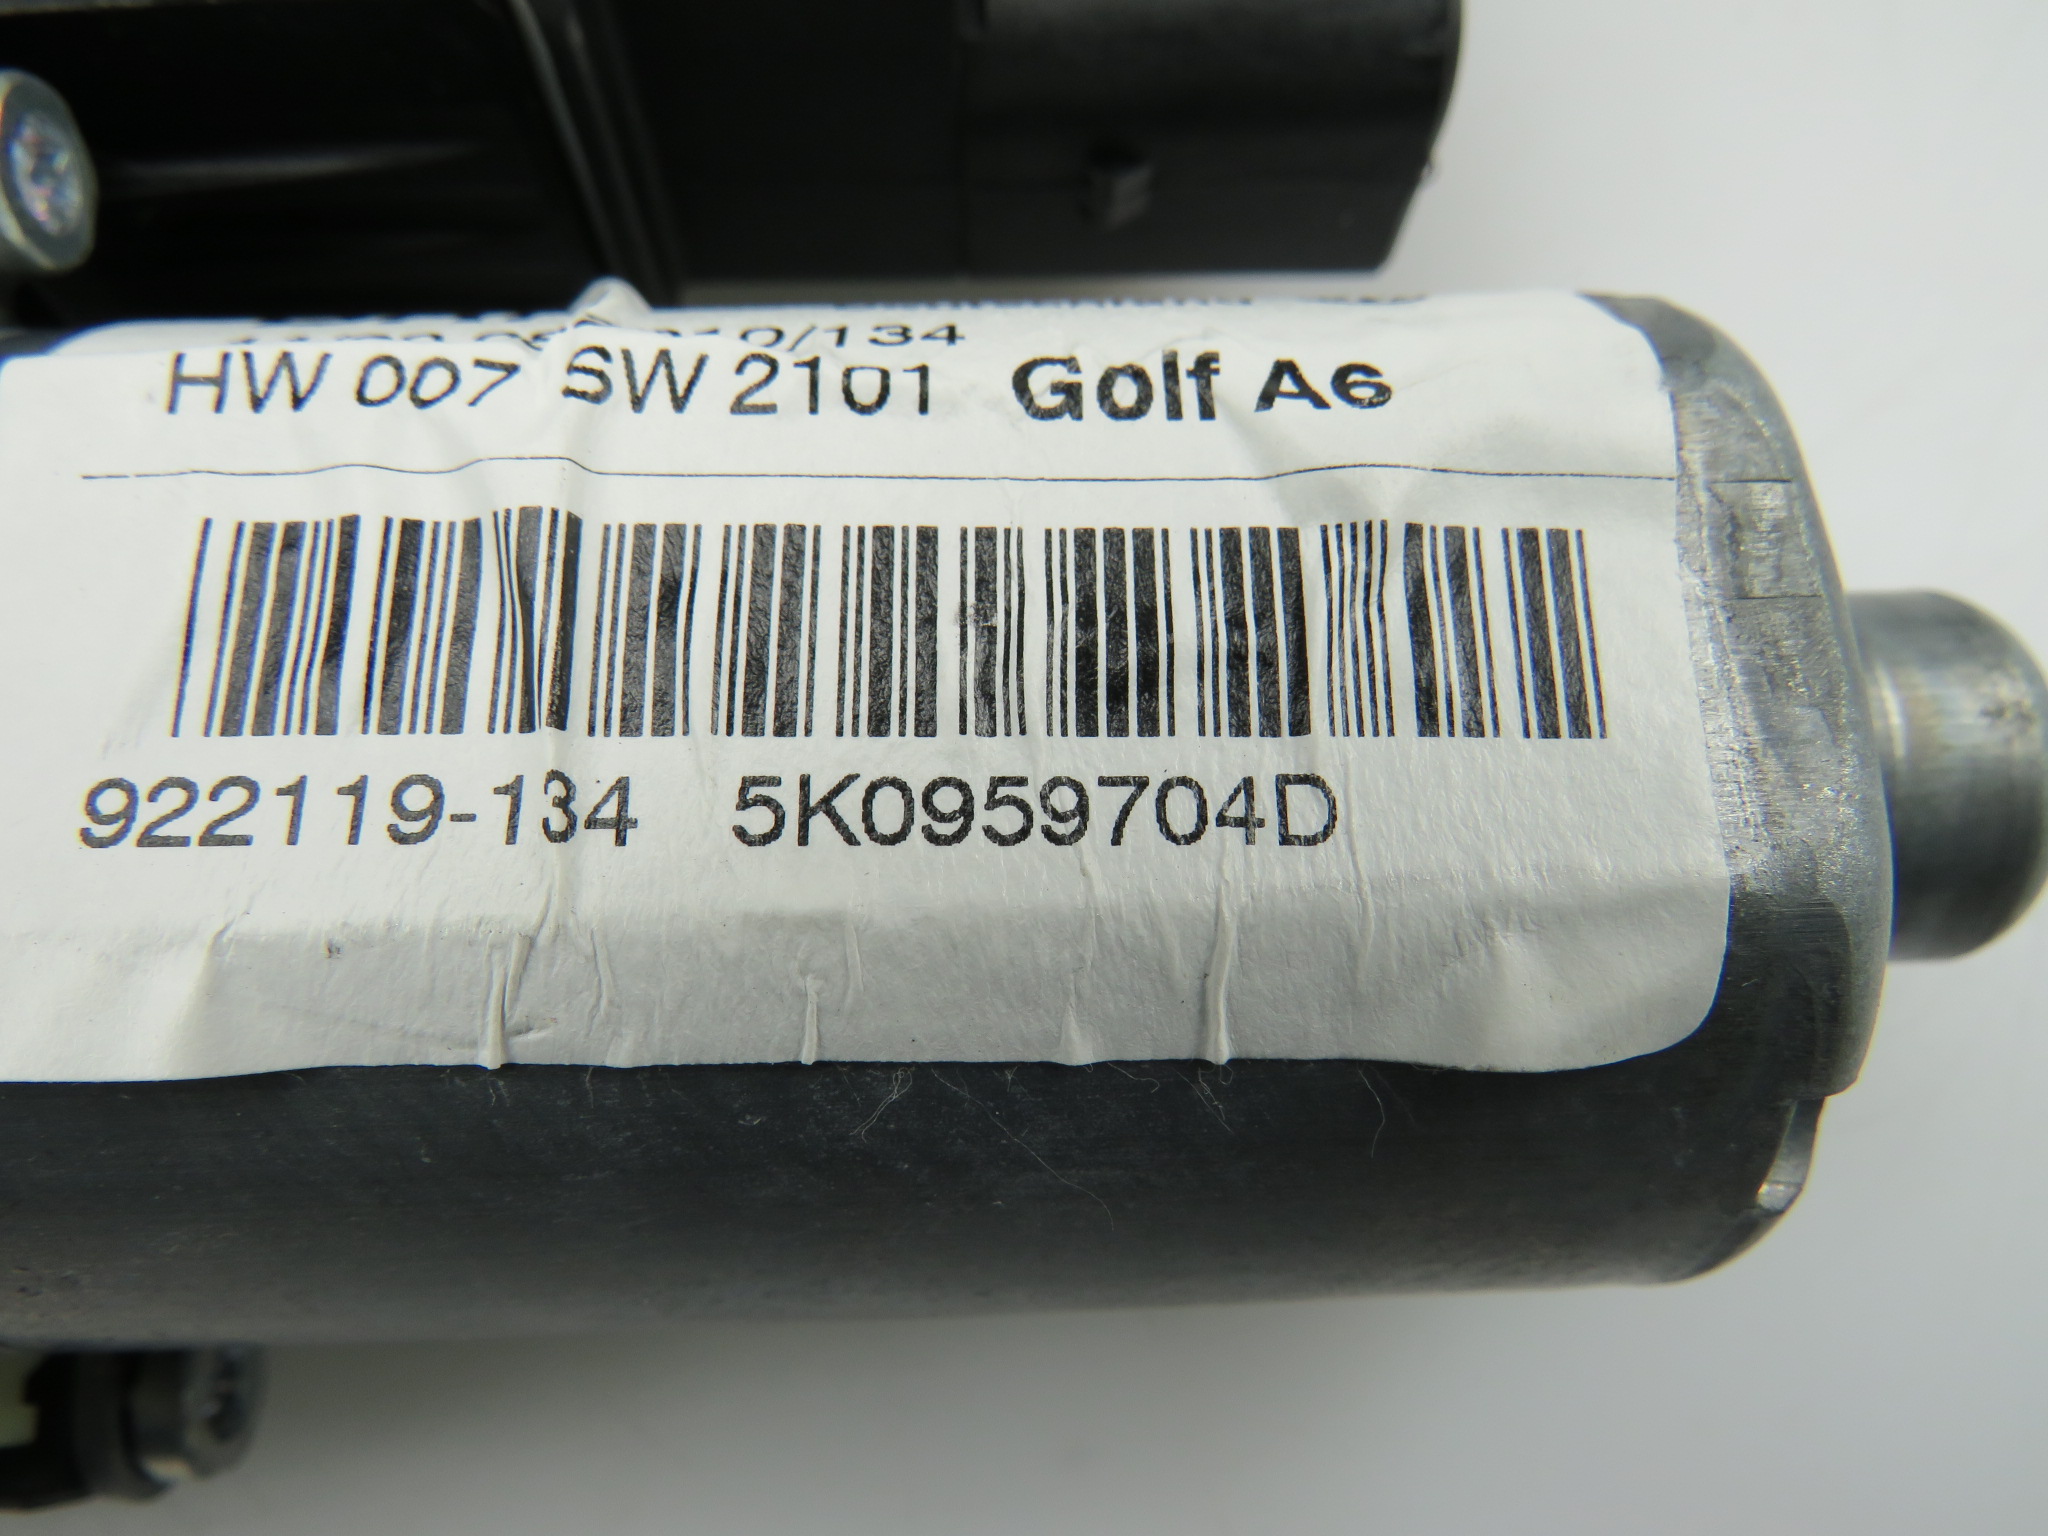 HW 007 SW 2101 Golf A6
922119-134 5K0959704D